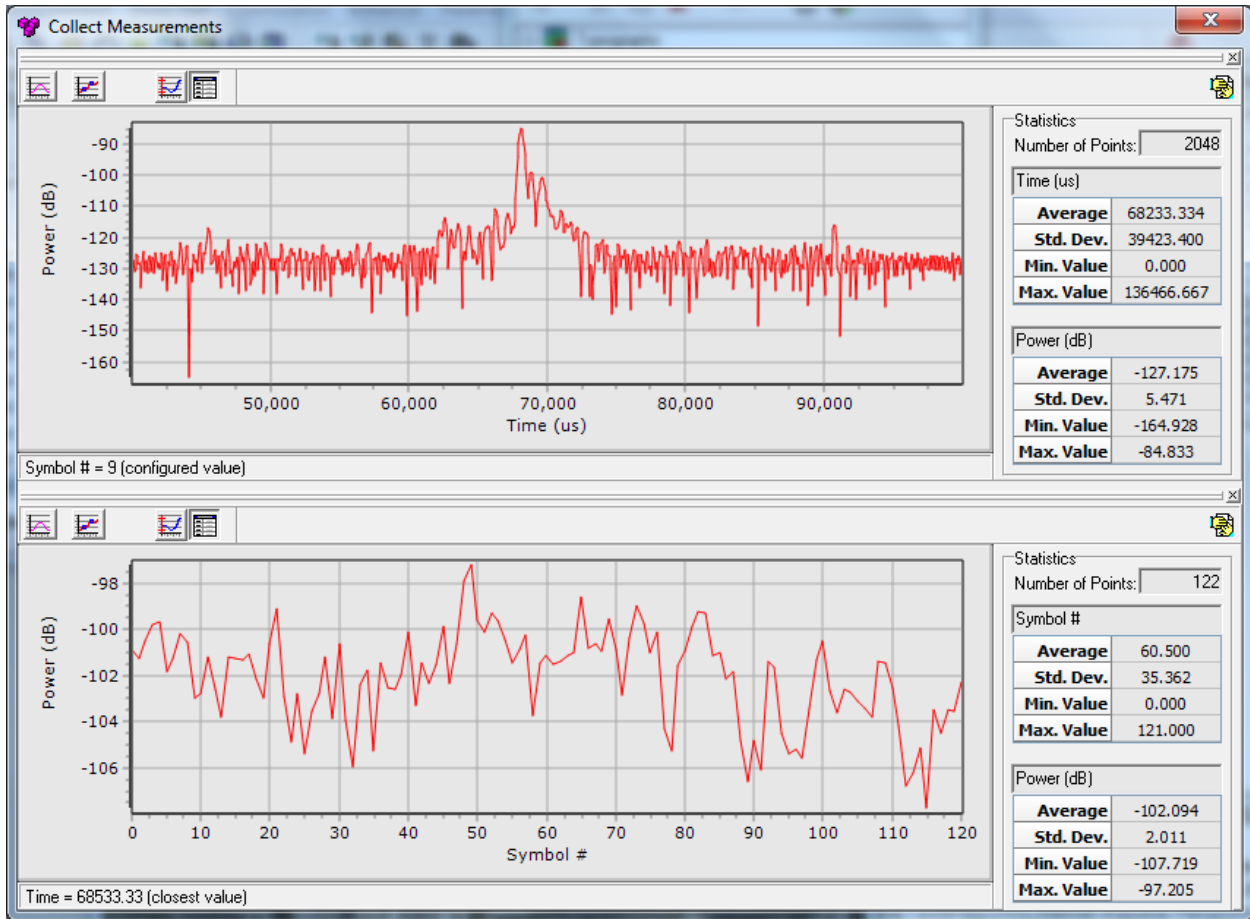 Collect Measurements
Power (dB)
-90
-100
-110
-120
-130
-140
-150
-160
50,000 60,000 70,000 80,000 90,000
Time (us)
Symbol # = 9 (configured value)
Statistics
Number of Points: 2048
Time (us)
Average 68233.334
Std. Dev. 39423.400
Min. Value 0.000
Max. Value 136466.667
Power (dB)
Average -127.175
Std. Dev. 5.471
Min. Value -164.928
Max. Value -84.833
Power (dB)
-98
-100
-102
-104
-106
0 10 20 30 40 50 60 70 80 90 100 110 120
Symbol #
Time = 68533.33 (closest value)
Statistics
Number of Points: 122
Symbol #
Average 60.500
Std. Dev. 35.362
Min. Value 0.000
Max. Value 121.000
Power (dB)
Average -102.094
Std. Dev. 2.011
Min. Value -107.719
Max. Value -97.205